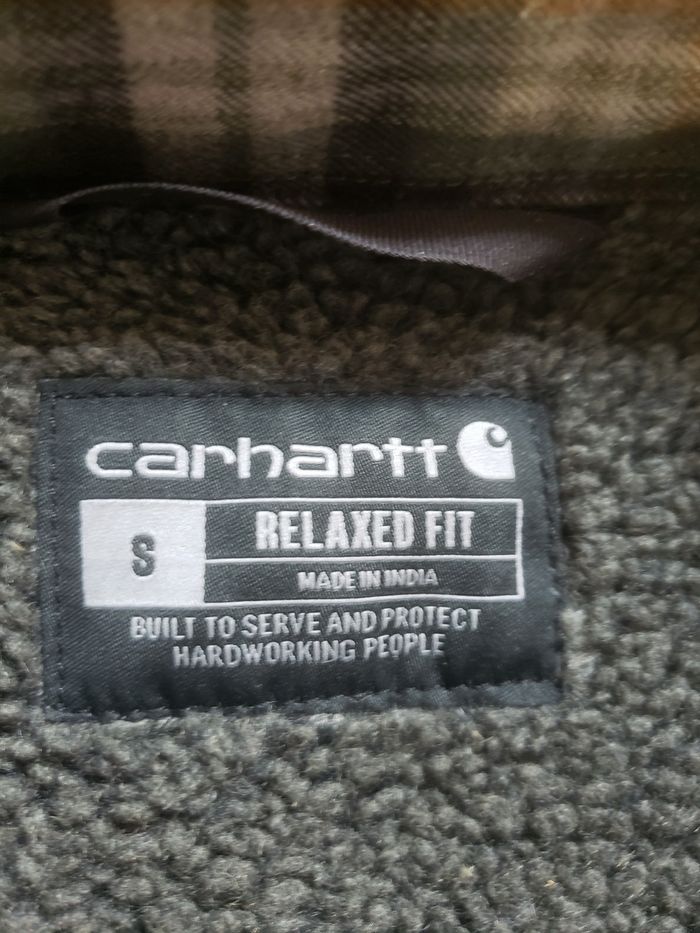 carhartt
S
RELAXED FIT
MADE IN INDIA
BUILT TO SERVE AND PROTECT
HARDWORKING PEOPLE